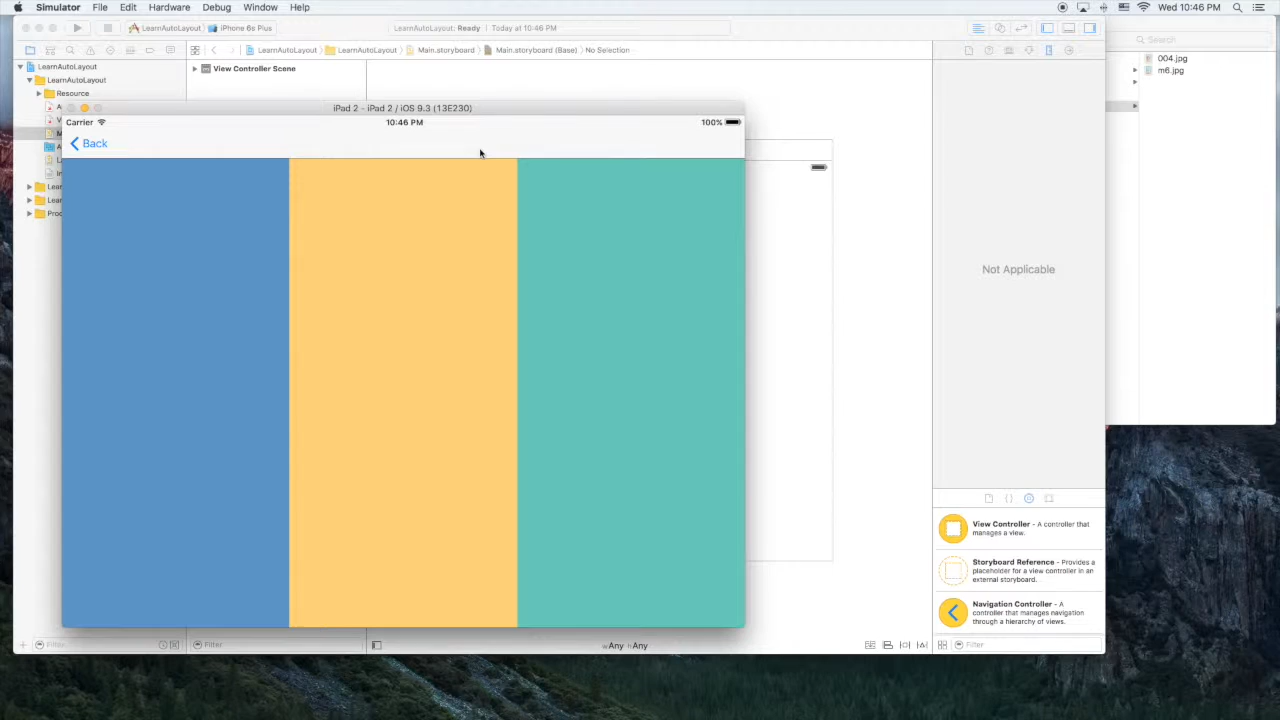 Simulator File Edit Hardware Debug Window Help Wed 10:46 PM
LearnAutoLayout iPhone 6s Plus LearnAutoLayout: Ready Today at 10:46 PM
Search
LearnAutoLayout LearnAutoLayout Main.storyboard Main.storyboard (Base) No Selection
004.jpg
m6.jpg
LearnAutoLayout
View Controller Scene
LearnAutoLayout
Resource
iPad 2 - iPad 2 / iOS 9.3 (13E230)
Carrier 10:46 PM 100%
Back
Not Applicable
View Controller - A controller that
manages a view.
Storyboard Reference - Provides a
placeholder for a view controller in an
external storyboard.
Navigation Controller - A
controller that manages navigation
through a hierarchy of views.
Filter Filter wAny hAny Filter